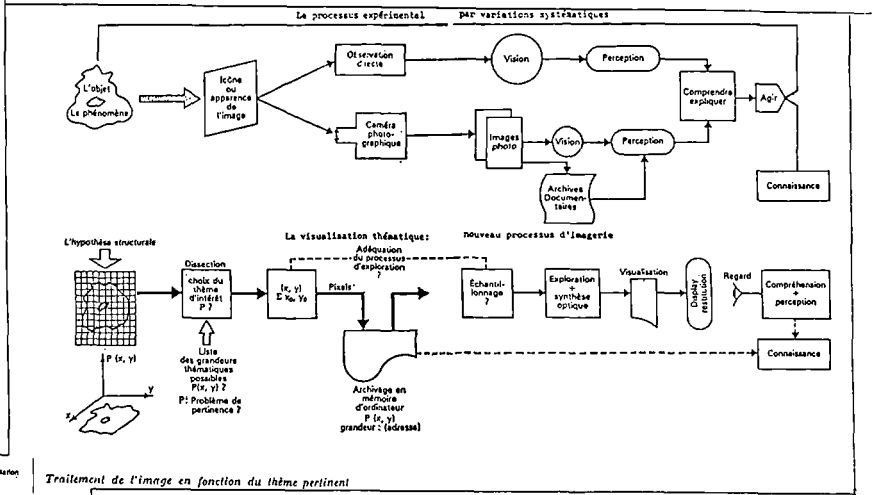 Le processus expérimental par variations systématiques
L'objet
Le phénomène
Icône
ou
apparence
de
l'image
Observation
directe
Vision
Perception
Caméra
photo-
graphique
Images
photo
Vision
Perception
Archives
Documen-
taires
Comprendre
expliquer
Agir
Connaissance
La visualisation thématique: nouveau processus d'imagerie
L'hypothèse structurale
P (x, y)
y
x
Dissection
choix du
thème
d'intérêt
P ?
Liste
des grandeurs
thématiques
possibles
P(x, y) ?
P: Problème de
pertinence ?
(x, y)
Σ x₀, y₀
Adéquation
du processus
d'exploration
?
Pixels
Archivage en
mémoire
d'ordinateur
P (x, y)
grandeur : (adresse)
Échantil-
lonnage
?
Exploration
+
synthèse
optique
Visualisation
Display
restitution
Regard
Compréhension
+
perception
Connaissance
Traitement de l'image en fonction du thème pertinent